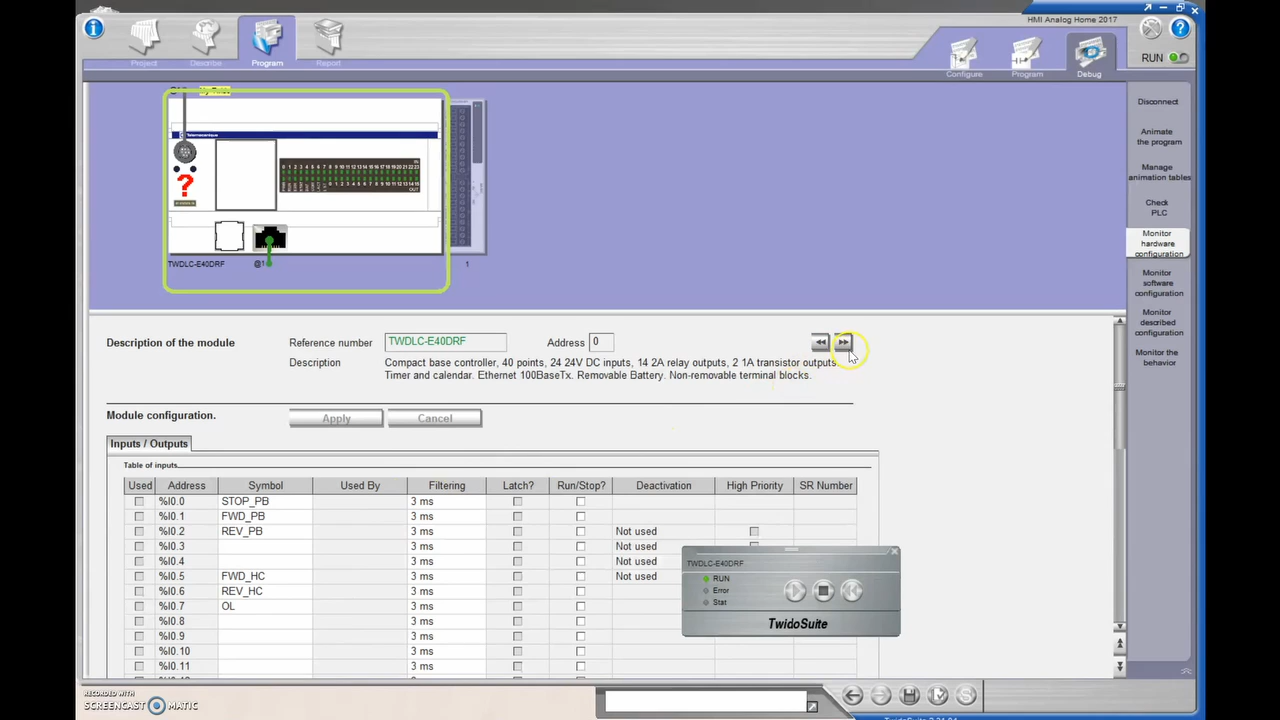 HMI Analog Home 2017
Project
Describe
Program
Report
Configure
Program
Debug
RUN
My Twido
Telemecanique
TWDLC-E40DRF
@1
1
Disconnect
Animate
the program
Manage
animation tables
Check
PLC
Monitor
hardware
configuration
Monitor
software
configuration
Monitor
described
configuration
Monitor the
behavior
Description of the module
Reference number
TWDLC-E40DRF
Address
0
Description
Compact base controller, 40 points, 24 24V DC inputs, 14 2A relay outputs, 2 1A transistor outputs.
Timer and calendar. Ethernet 100BaseTx. Removable Battery. Non-removable terminal blocks.
Module configuration.
Apply
Cancel
Inputs / Outputs
Table of inputs
Used Address Symbol Used By Filtering Latch? Run/Stop? Deactivation High Priority SR Number
%I0.0 STOP_PB 3 ms
%I0.1 FWD_PB 3 ms
%I0.2 REV_PB 3 ms Not used
%I0.3 3 ms Not used
%I0.4 3 ms Not used
%I0.5 FWD_HC 3 ms Not used
%I0.6 REV_HC 3 ms
%I0.7 OL 3 ms
%I0.8 3 ms
%I0.9 3 ms
%I0.10 3 ms
%I0.11 3 ms
TWDLC-E40DRF
RUN
Error
Stat
TwidoSuite
RECORDED WITH
SCREENCAST MATIC